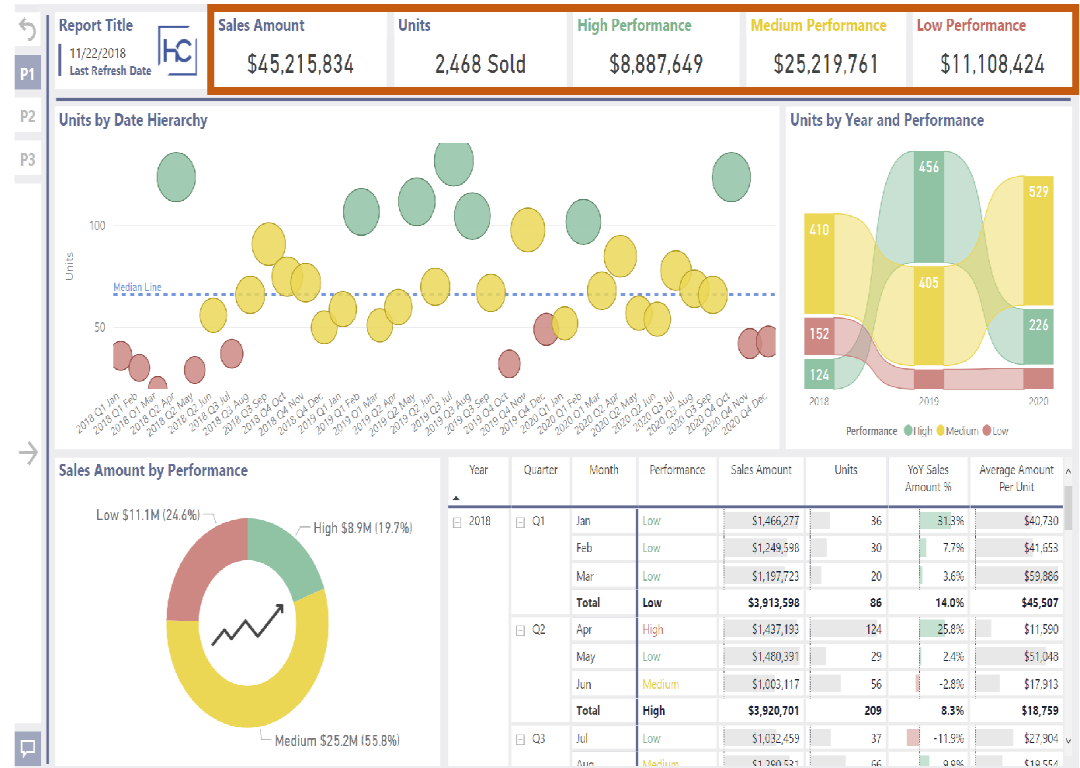 Report Title
11/22/2018
Last Refresh Date
HC
Sales Amount
$45,215,834
Units
2,468 Sold
High Performance
$8,887,649
Medium Performance
$25,219,761
Low Performance
$11,108,424
P1
P2
P3
Units by Date Hierarchy
Units
100
50
Median Line
2018 Q1 Jan
2018 Q1 Feb
2018 Q1 Mar
2018 Q2 Apr
2018 Q2 May
2018 Q2 Jun
2018 Q3 Jul
2018 Q3 Aug
2018 Q3 Sep
2018 Q4 Oct
2018 Q4 Nov
2018 Q4 Dec
2019 Q1 Jan
2019 Q1 Feb
2019 Q1 Mar
2019 Q2 Apr
2019 Q2 May
2019 Q2 Jun
2019 Q3 Jul
2019 Q3 Aug
2019 Q3 Sep
2019 Q4 Oct
2019 Q4 Nov
2019 Q4 Dec
2020 Q1 Jan
2020 Q1 Feb
2020 Q1 Mar
2020 Q2 Apr
2020 Q2 May
2020 Q2 Jun
2020 Q3 Jul
2020 Q3 Aug
2020 Q3 Sep
2020 Q4 Oct
2020 Q4 Nov
2020 Q4 Dec
Units by Year and Performance
410
152
124
456
405
529
226
2018 2019 2020
Performance High Medium Low
Sales Amount by Performance
Low $11.1M (24.6%)
High $8.9M (19.7%)
Medium $25.2M (55.8%)
Year Quarter Month Performance Sales Amount Units YoY Sales Amount % Average Amount Per Unit
2018 Q1 Jan Low $1,466,277 36 31.3% $40,730
Feb Low $1,249,598 30 7.7% $41,653
Mar Low $1,197,723 20 3.6% $59,886
Total Low $3,913,598 86 14.0% $45,507
Q2 Apr High $1,437,193 124 25.8% $11,590
May Low $1,480,391 29 2.4% $51,048
Jun Medium $1,003,117 56 -2.8% $17,913
Total High $3,920,701 209 8.3% $18,759
Q3 Jul Low $1,032,459 37 -11.9% $27,904
Aug Medium $1,290,531 66 9.9% $19,554